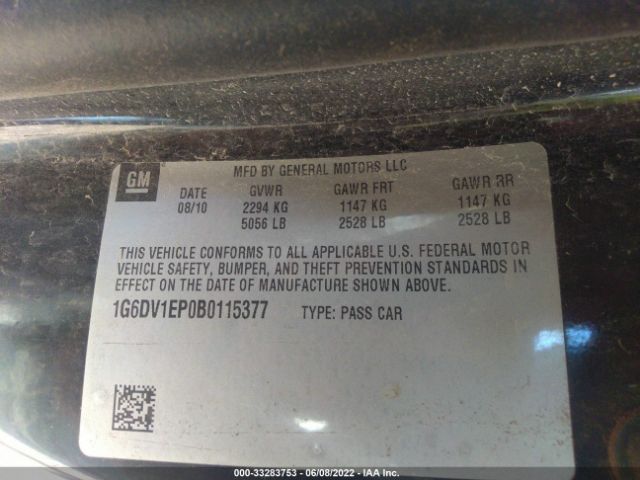 GM
MFD BY GENERAL MOTORS LLC
DATE GVWR GAWR FRT GAWR RR
08/10 2294 KG 1147 KG 1147 KG
5056 LB 2528 LB 2528 LB
THIS VEHICLE CONFORMS TO ALL APPLICABLE U.S. FEDERAL MOTOR
VEHICLE SAFETY, BUMPER, AND THEFT PREVENTION STANDARDS IN
EFFECT ON THE DATE OF MANUFACTURE SHOWN ABOVE.
1G6DV1EP0B0115377 TYPE: PASS CAR
000-33283753 - 06/08/2022 - IAA Inc.